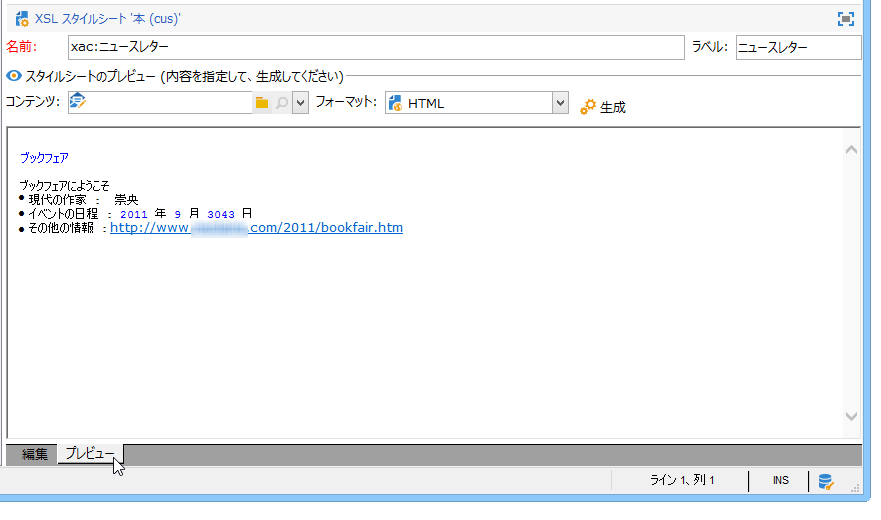 XSL スタイルシート '本 (cus)'
名前: xac:ニュースレター ラベル: ニュースレター
スタイルシートのプレビュー (内容を指定して、生成してください)
コンテンツ: フォーマット: HTML 生成
ブックフェア
ブックフェアにようこそ
• 現代の作家 : 崇央
• イベントの日程 : 2011 年 9 月 3043 日
• その他の情報 : http://www. .com/2011/bookfair.htm
編集 プレビュー
ライン 1、列 1 INS